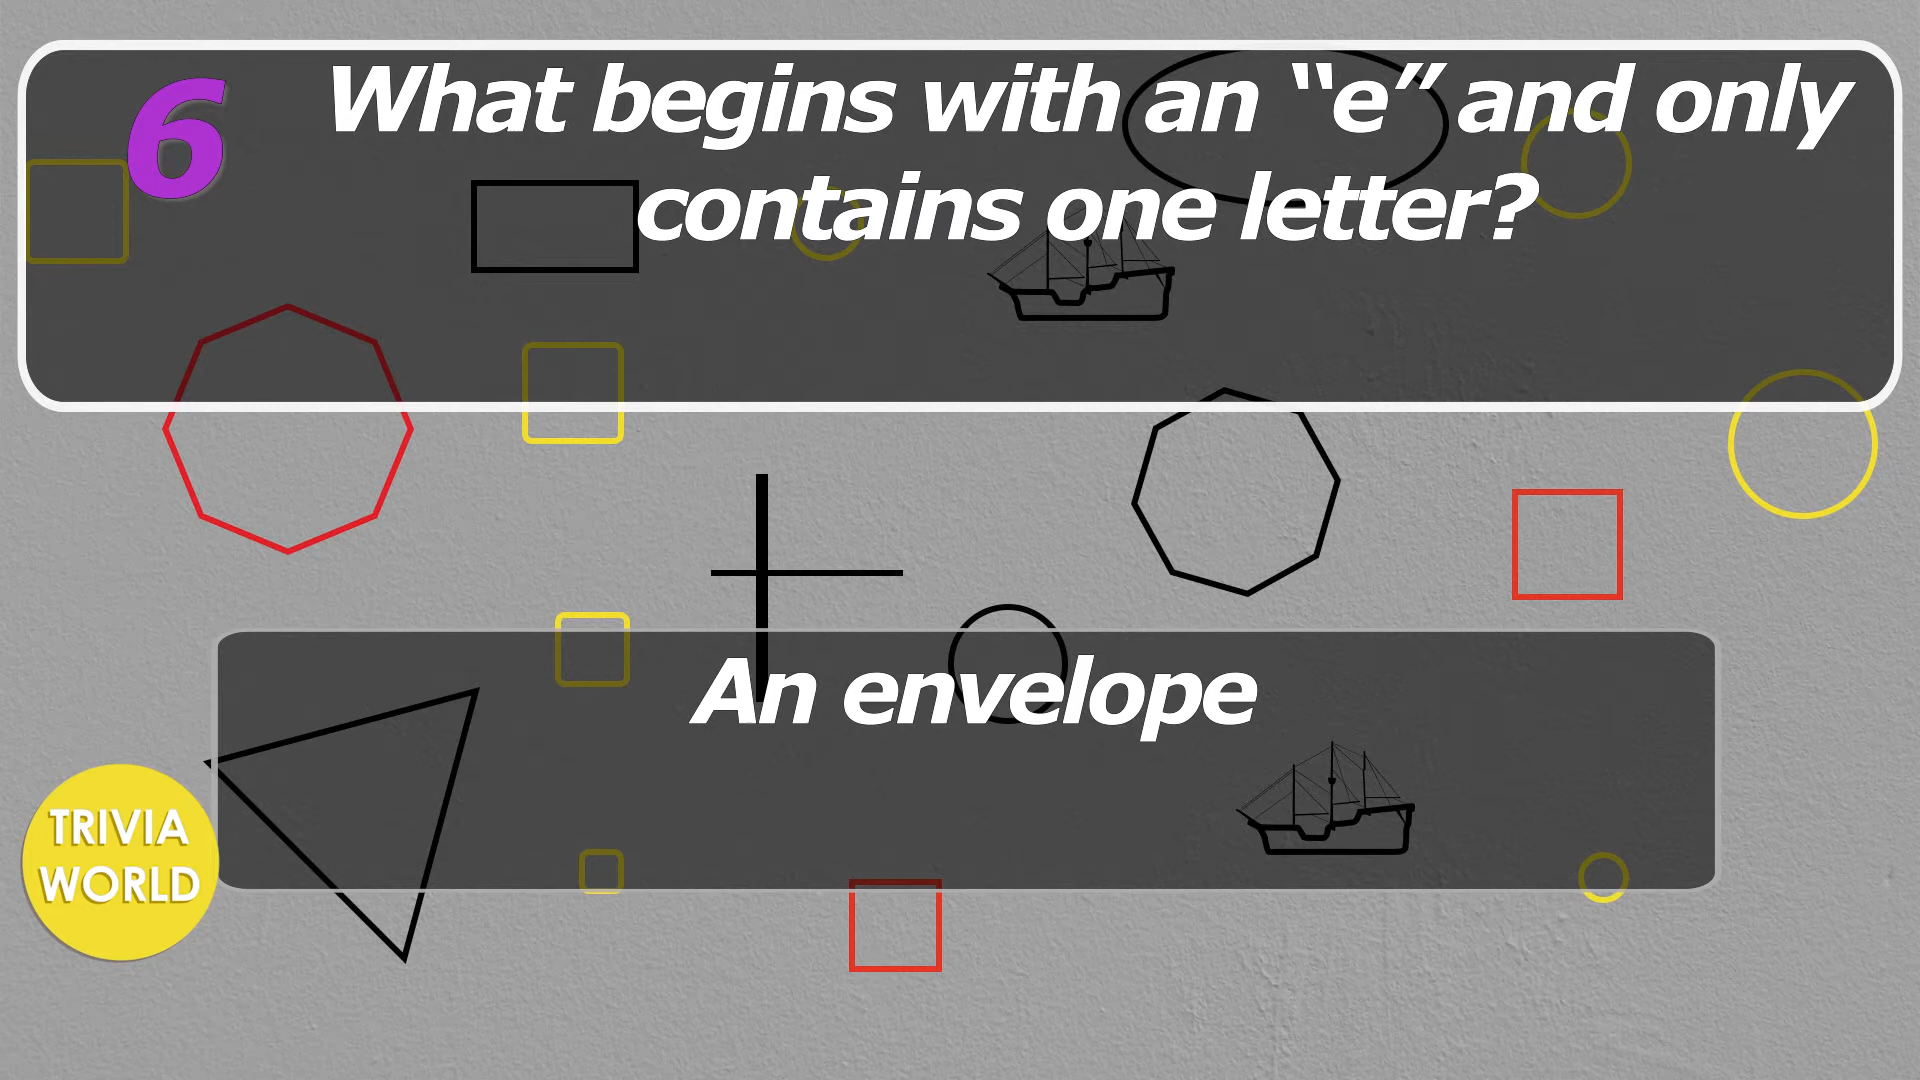 6
What begins with an “e” and only
contains one letter?
An envelope
TRIVIA
WORLD